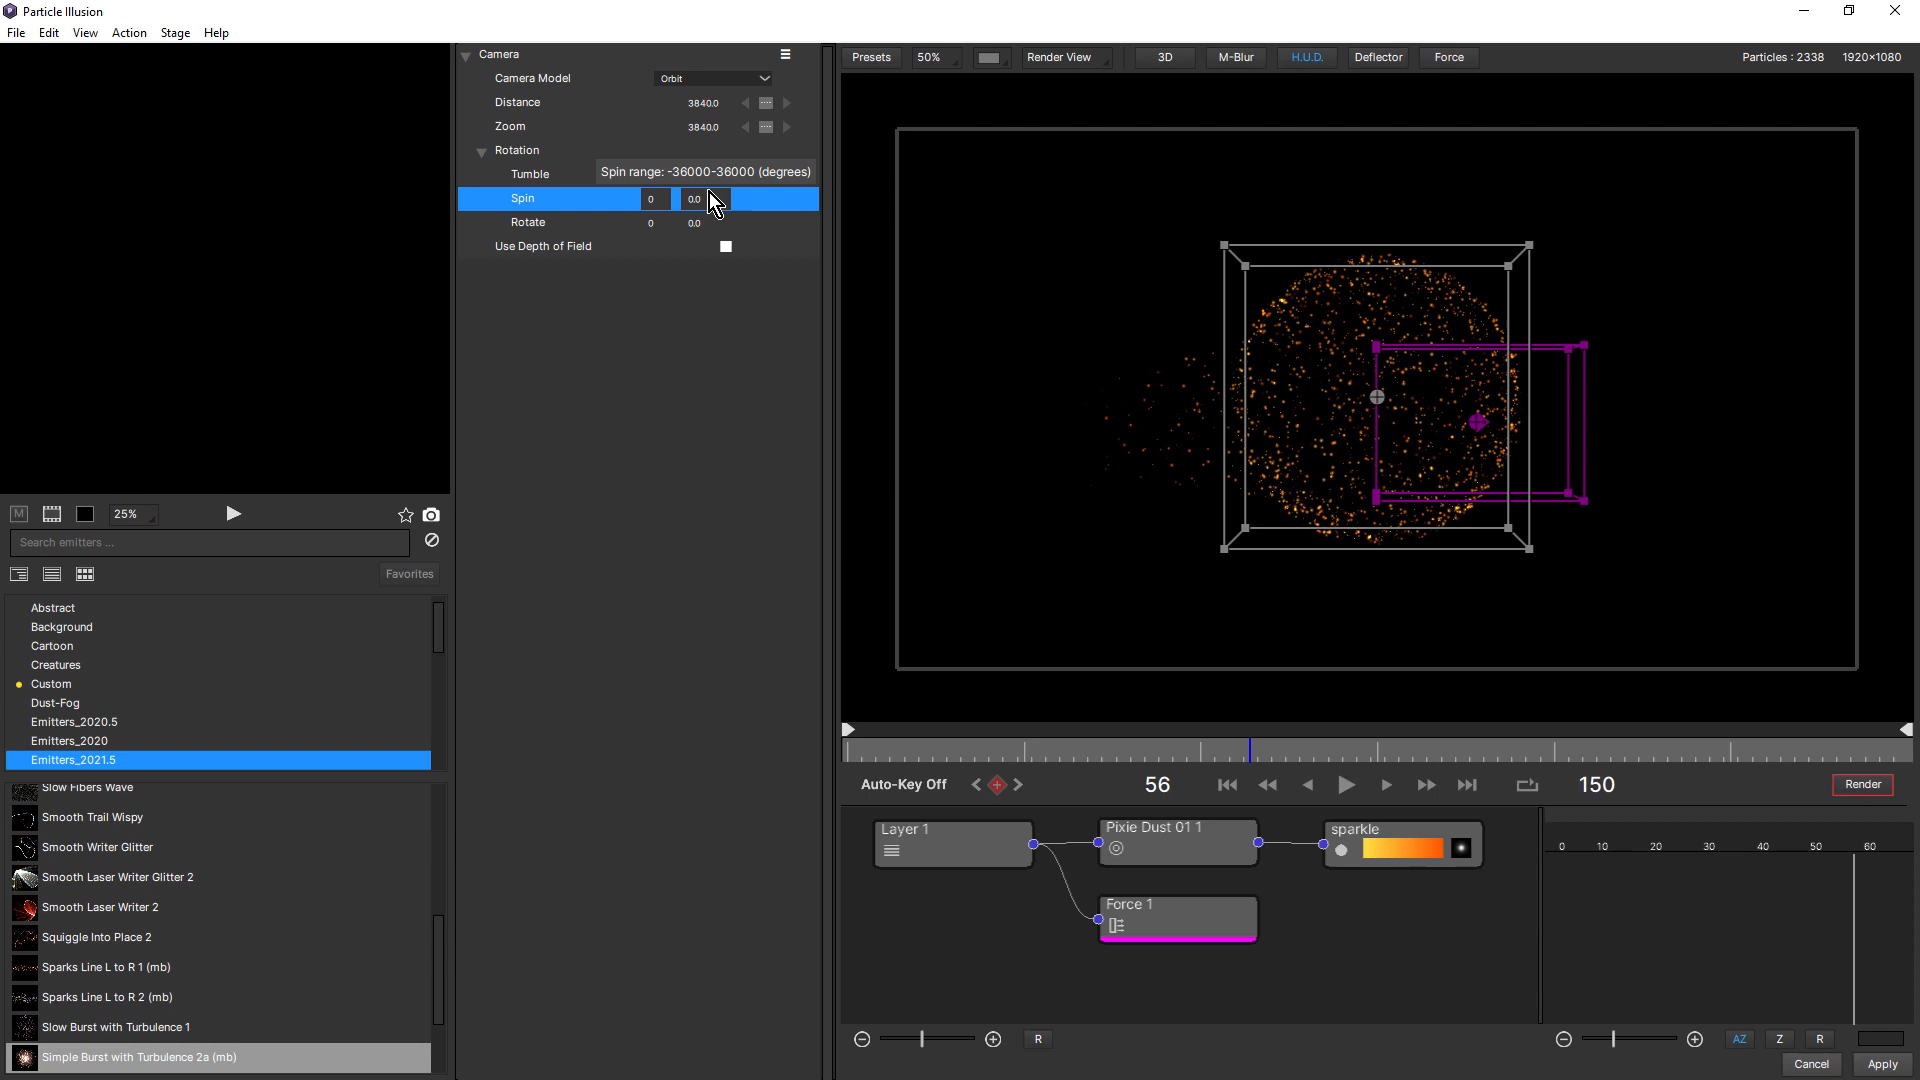 Particle Illusion
File Edit View Action Stage Help
Camera
Camera Model Orbit
Distance 3840.0
Zoom 3840.0
Rotation
Tumble
Spin range: -36000-36000 (degrees)
Spin 0 0.0
Rotate 0 0.0
Use Depth of Field
Presets 50% Render View 3D M-Blur H.U.D. Deflector Force Particles : 2338 1920×1080
M 25%
Search emitters ...
Favorites
Abstract
Background
Cartoon
Creatures
Custom
Dust-Fog
Emitters_2020.5
Emitters_2020
Emitters_2021.5
Slow Fibers Wave
Smooth Trail Wispy
Smooth Writer Glitter
Smooth Laser Writer Glitter 2
Smooth Laser Writer 2
Squiggle Into Place 2
Sparks Line L to R 1 (mb)
Sparks Line L to R 2 (mb)
Slow Burst with Turbulence 1
Simple Burst with Turbulence 2a (mb)
Auto-Key Off 56 150 Render
Layer 1
Pixie Dust 01 1
sparkle
Force 1
0 10 20 30 40 50 60
R
AZ Z R
Cancel Apply